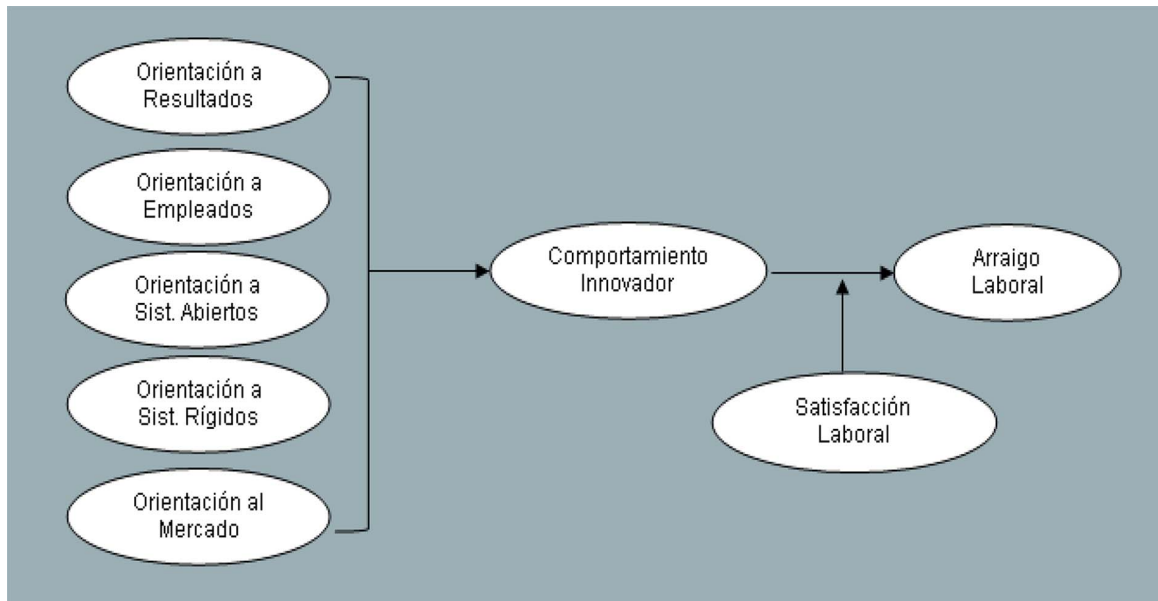 Orientación a
Resultados
Orientación a
Empleados
Orientación a
Sist. Abiertos
Orientación a
Sist. Rígidos
Orientación al
Mercado
Comportamiento
Innovador
Arraigo
Laboral
Satisfacción
Laboral